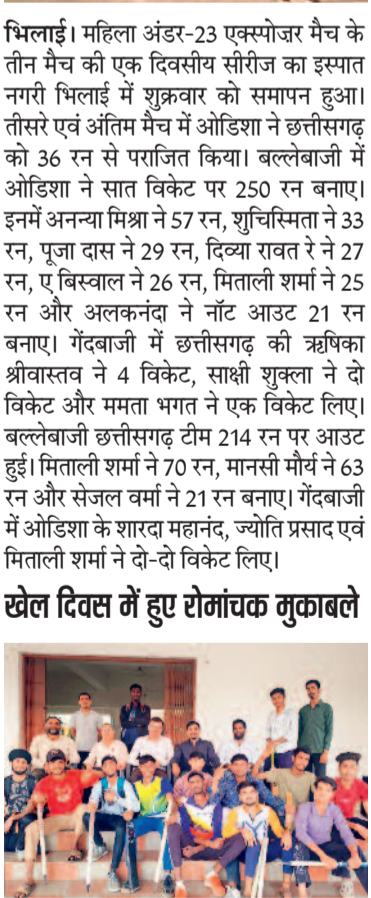 भिलाई। महिला अंडर-23 एक्स्पोजर मैच के
तीन मैच की एक दिवसीय सीरीज का इस्पात
नगरी भिलाई में शुक्रवार को समापन हुआ।
तीसरे एवं अंतिम मैच में ओडिशा ने छत्तीसगढ़
को 36 रन से पराजित किया। बल्लेबाजी में
ओडिशा ने सात विकेट पर 250 रन बनाए।
इनमें अनन्या मिश्रा ने 57 रन, शुचिस्मिता ने 33
रन, पूजा दास ने 29 रन, दिव्या रावत रे ने 27
रन, ए बिस्वाल ने 26 रन, मिताली शर्मा ने 25
रन और अलकनंदा ने नॉट आउट 21 रन
बनाए। गेंदबाजी में छत्तीसगढ़ की ऋषिका
श्रीवास्तव ने 4 विकेट, साक्षी शुक्ला ने दो
विकेट और ममता भगत ने एक विकेट लिए।
बल्लेबाजी छत्तीसगढ़ टीम 214 रन पर आउट
हुई। मिताली शर्मा ने 70 रन, मानसी मौर्य ने 63
रन और सेजल वर्मा ने 21 रन बनाए। गेंदबाजी
में ओडिशा के शारदा महानंद, ज्योति प्रसाद एवं
मिताली शर्मा ने दो-दो विकेट लिए।
खेल दिवस में हुए रोमांचक मुकाबले